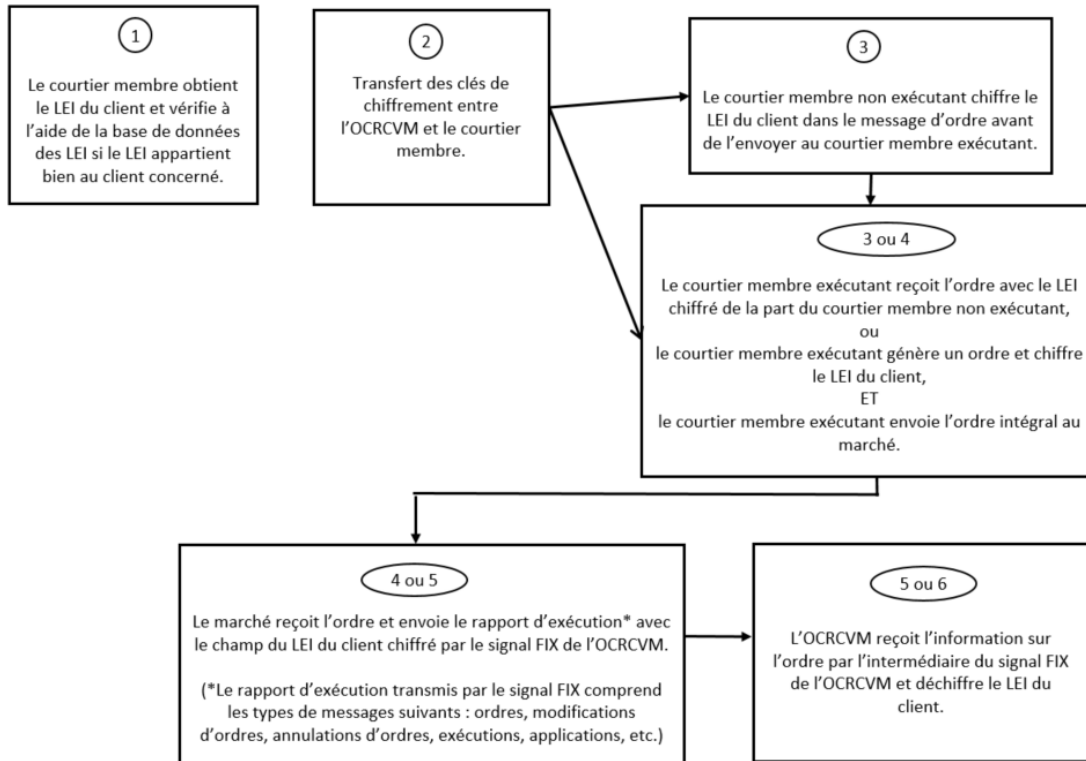 1
Le courtier membre obtient
le LEI du client et vérifie à
l’aide de la base de données
des LEI si le LEI appartient
bien au client concerné.
2
Transfert des clés de
chiffrement entre
l’OCRCVM et le courtier
membre.
3
Le courtier membre non exécutant chiffre le
LEI du client dans le message d’ordre avant
de l’envoyer au courtier membre exécutant.
3 ou 4
Le courtier membre exécutant reçoit l’ordre avec le LEI
chiffré de la part du courtier membre non exécutant,
ou
le courtier membre exécutant génère un ordre et chiffre
le LEI du client,
ET
le courtier membre exécutant envoie l’ordre intégral au
marché.
4 ou 5
Le marché reçoit l’ordre et envoie le rapport d’exécution* avec
le champ du LEI du client chiffré par le signal FIX de l’OCRCVM.
(*Le rapport d’exécution transmis par le signal FIX comprend
les types de messages suivants : ordres, modifications
d’ordres, annulations d’ordres, exécutions, applications, etc.)
5 ou 6
L’OCRCVM reçoit l’information sur
l’ordre par l’intermédiaire du signal FIX
de l’OCRCVM et déchiffre le LEI du
client.